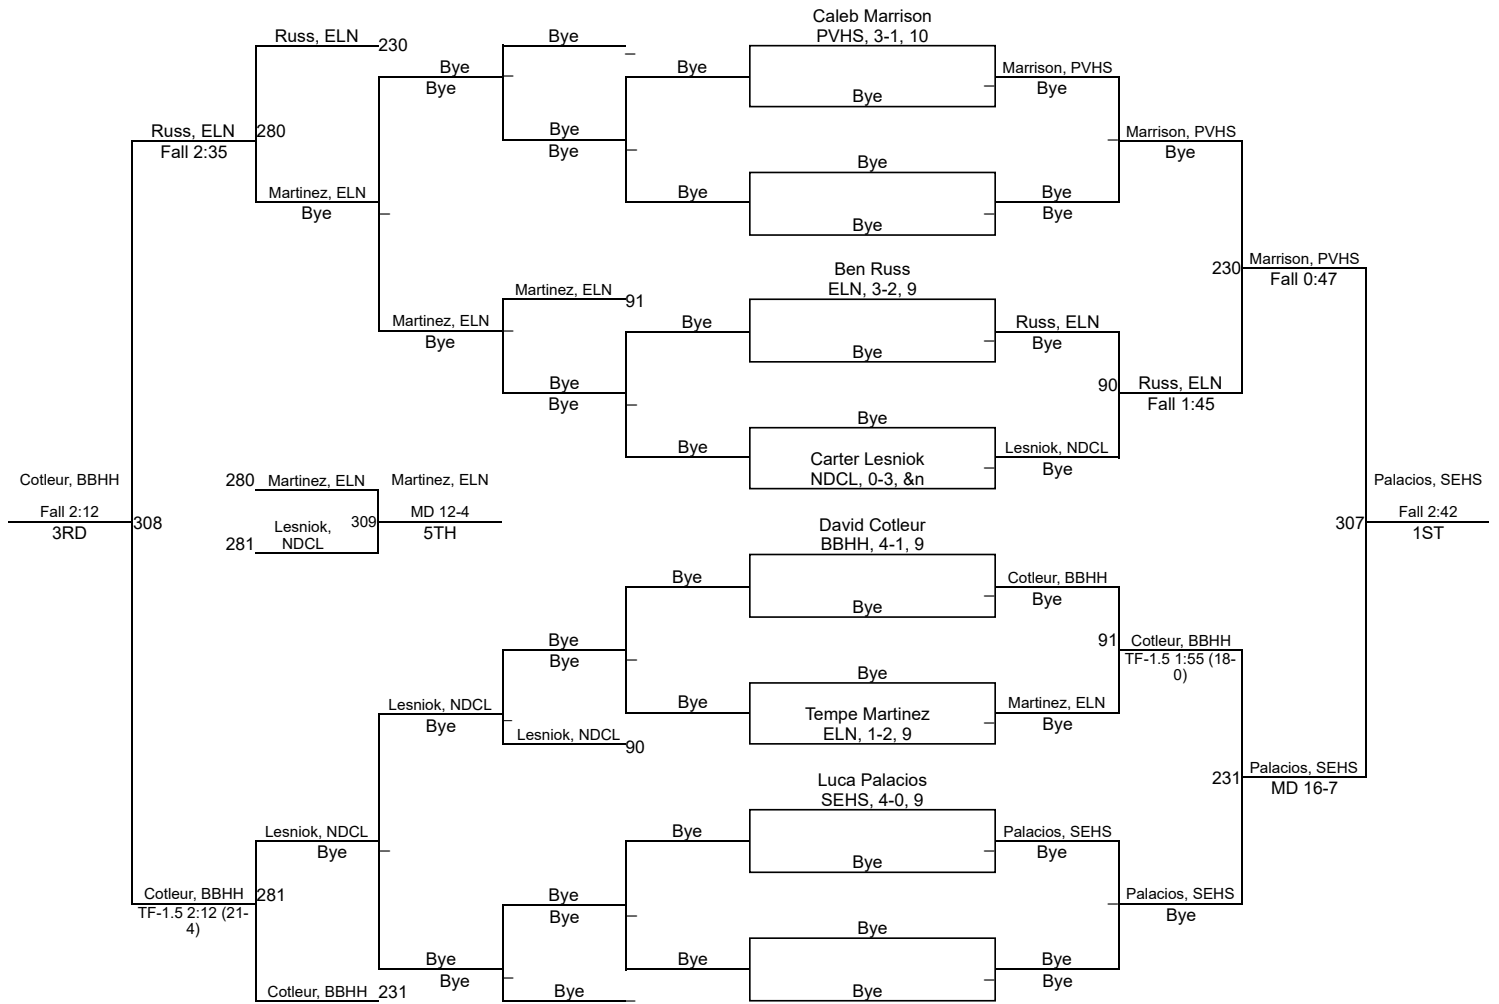 Caleb Marrison
PVHS, 3-1, 10
Russ, ELN
230
Bye
Bye
Bye
Bye
Marrison, PVHS
Bye
Bye
Russ, ELN
280
Fall 2:35
Bye
Bye
Marrison, PVHS
Bye
Bye
Martinez, ELN
Bye
Bye
Bye
Bye
Bye
Marrison, PVHS
230
Fall 0:47
Ben Russ
ELN, 3-2, 9
Martinez, ELN
91
Martinez, ELN
Bye
Bye
Bye
Russ, ELN
Bye
Bye
Bye
90
Russ, ELN
Fall 1:45
Bye
Bye
Carter Lesniok
NDCL, 0-3, &n
Lesniok, NDCL
Bye
Cotleur, BBHH
Fall 2:12
3RD
308
280
Martinez, ELN
281
Lesniok,
NDCL
309
Martinez, ELN
MD 12-4
5TH
Palacios, SEHS
307
Fall 2:42
1ST
David Cotleur
BBHH, 4-1, 9
Bye
Bye
Cotleur, BBHH
Bye
Bye
Bye
91
Cotleur, BBHH
TF-1.5 1:55 (18-
0)
Lesniok, NDCL
Bye
Bye
Bye
Tempe Martinez
ELN, 1-2, 9
Martinez, ELN
Bye
Lesniok, NDCL
90
Luca Palacios
SEHS, 4-0, 9
231
Palacios, SEHS
MD 16-7
Lesniok, NDCL
Bye
Bye
Bye
Palacios, SEHS
Bye
Cotleur, BBHH
281
TF-1.5 2:12 (21-
4)
Bye
Bye
Palacios, SEHS
Bye
Bye
Bye
Bye
Bye
Bye
Bye
Cotleur, BBHH
231
Bye